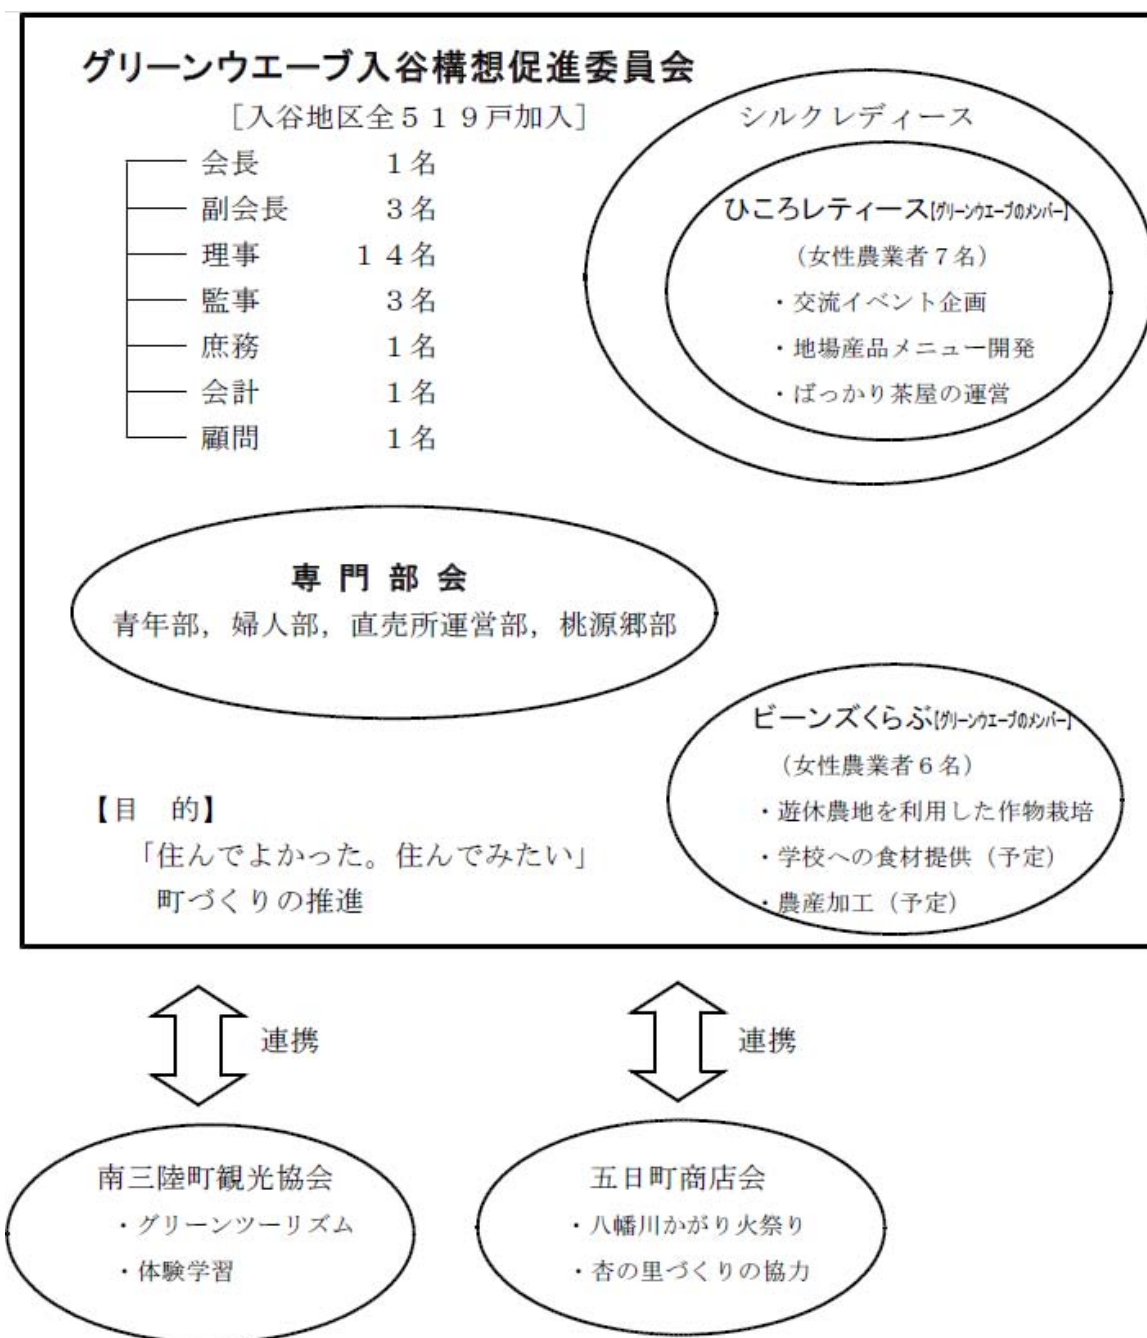 グリーンウエーブ入谷構想促進委員会
［入谷地区全５１９戸加入］
会長 １名
副会長 ３名
理事 １４名
監事 ３名
庶務 １名
会計 １名
顧問 １名
シルクレディース
ひころレティース【グリーンウエーブのメンバー】
（女性農業者７名）
・交流イベント企画
・地場産品メニュー開発
・ばっかり茶屋の運営
専門部会
青年部，婦人部，直売所運営部，桃源郷部
ビーンズくらぶ【グリーンウエーブのメンバー】
（女性農業者６名）
・遊休農地を利用した作物栽培
・学校への食材提供（予定）
・農産加工（予定）
【目　的】
「住んでよかった。住んでみたい」
町づくりの推進
連携
連携
南三陸町観光協会
・グリーンツーリズム
・体験学習
五日町商店会
・八幡川かがり火祭り
・杏の里づくりの協力